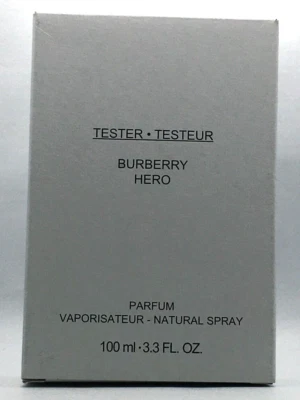 TESTER • TESTEUR
BURBERRY
HERO
PARFUM
VAPORISATEUR - NATURAL SPRAY
100 ml • 3.3 FL. OZ.